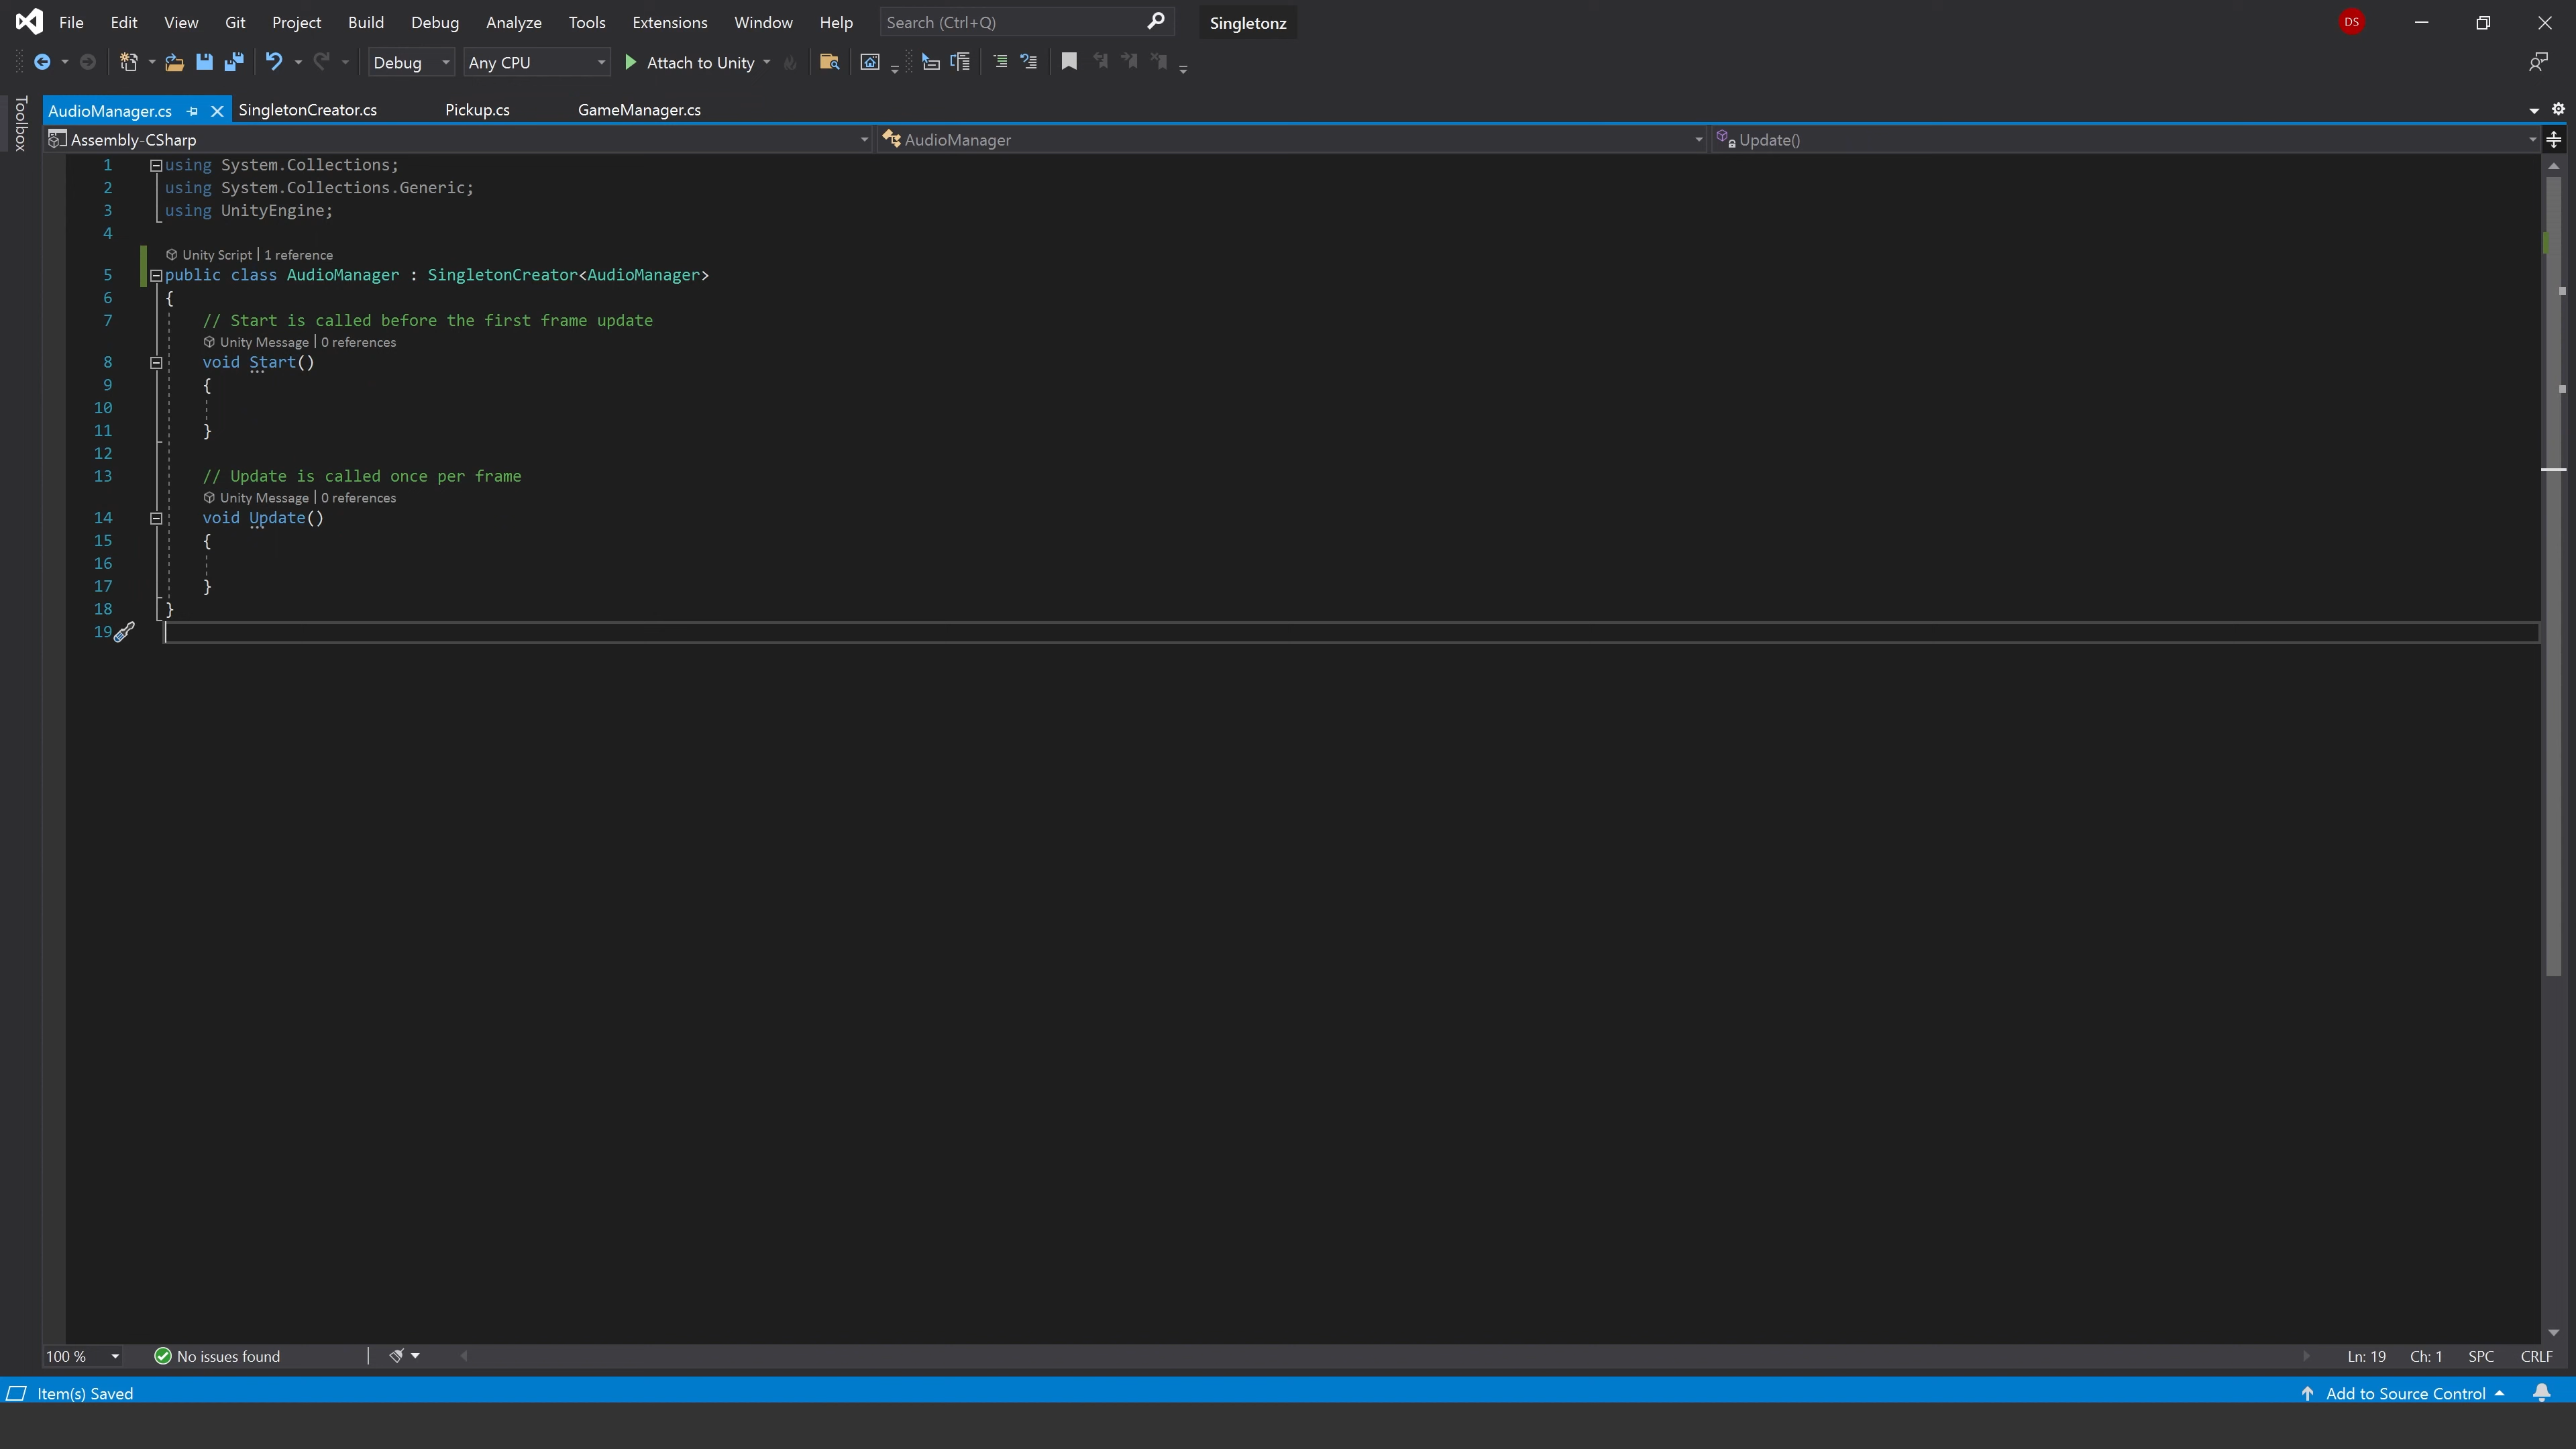 File Edit View Git Project Build Debug Analyze Tools Extensions Window Help Search (Ctrl+Q) Singletonz DS
Debug Any CPU Attach to Unity
Toolbox
AudioManager.cs SingletonCreator.cs Pickup.cs GameManager.cs
Assembly-CSharp AudioManager Update()
1 using System.Collections;
2 using System.Collections.Generic;
3 using UnityEngine;
4
Unity Script | 1 reference
5 public class AudioManager : SingletonCreator<AudioManager>
6 {
7 // Start is called before the first frame update
Unity Message | 0 references
8 void Start()
9 {
10
11 }
12
13 // Update is called once per frame
Unity Message | 0 references
14 void Update()
15 {
16
17 }
18 }
19
100 % No issues found Ln: 19 Ch: 1 SPC CRLF
Item(s) Saved Add to Source Control